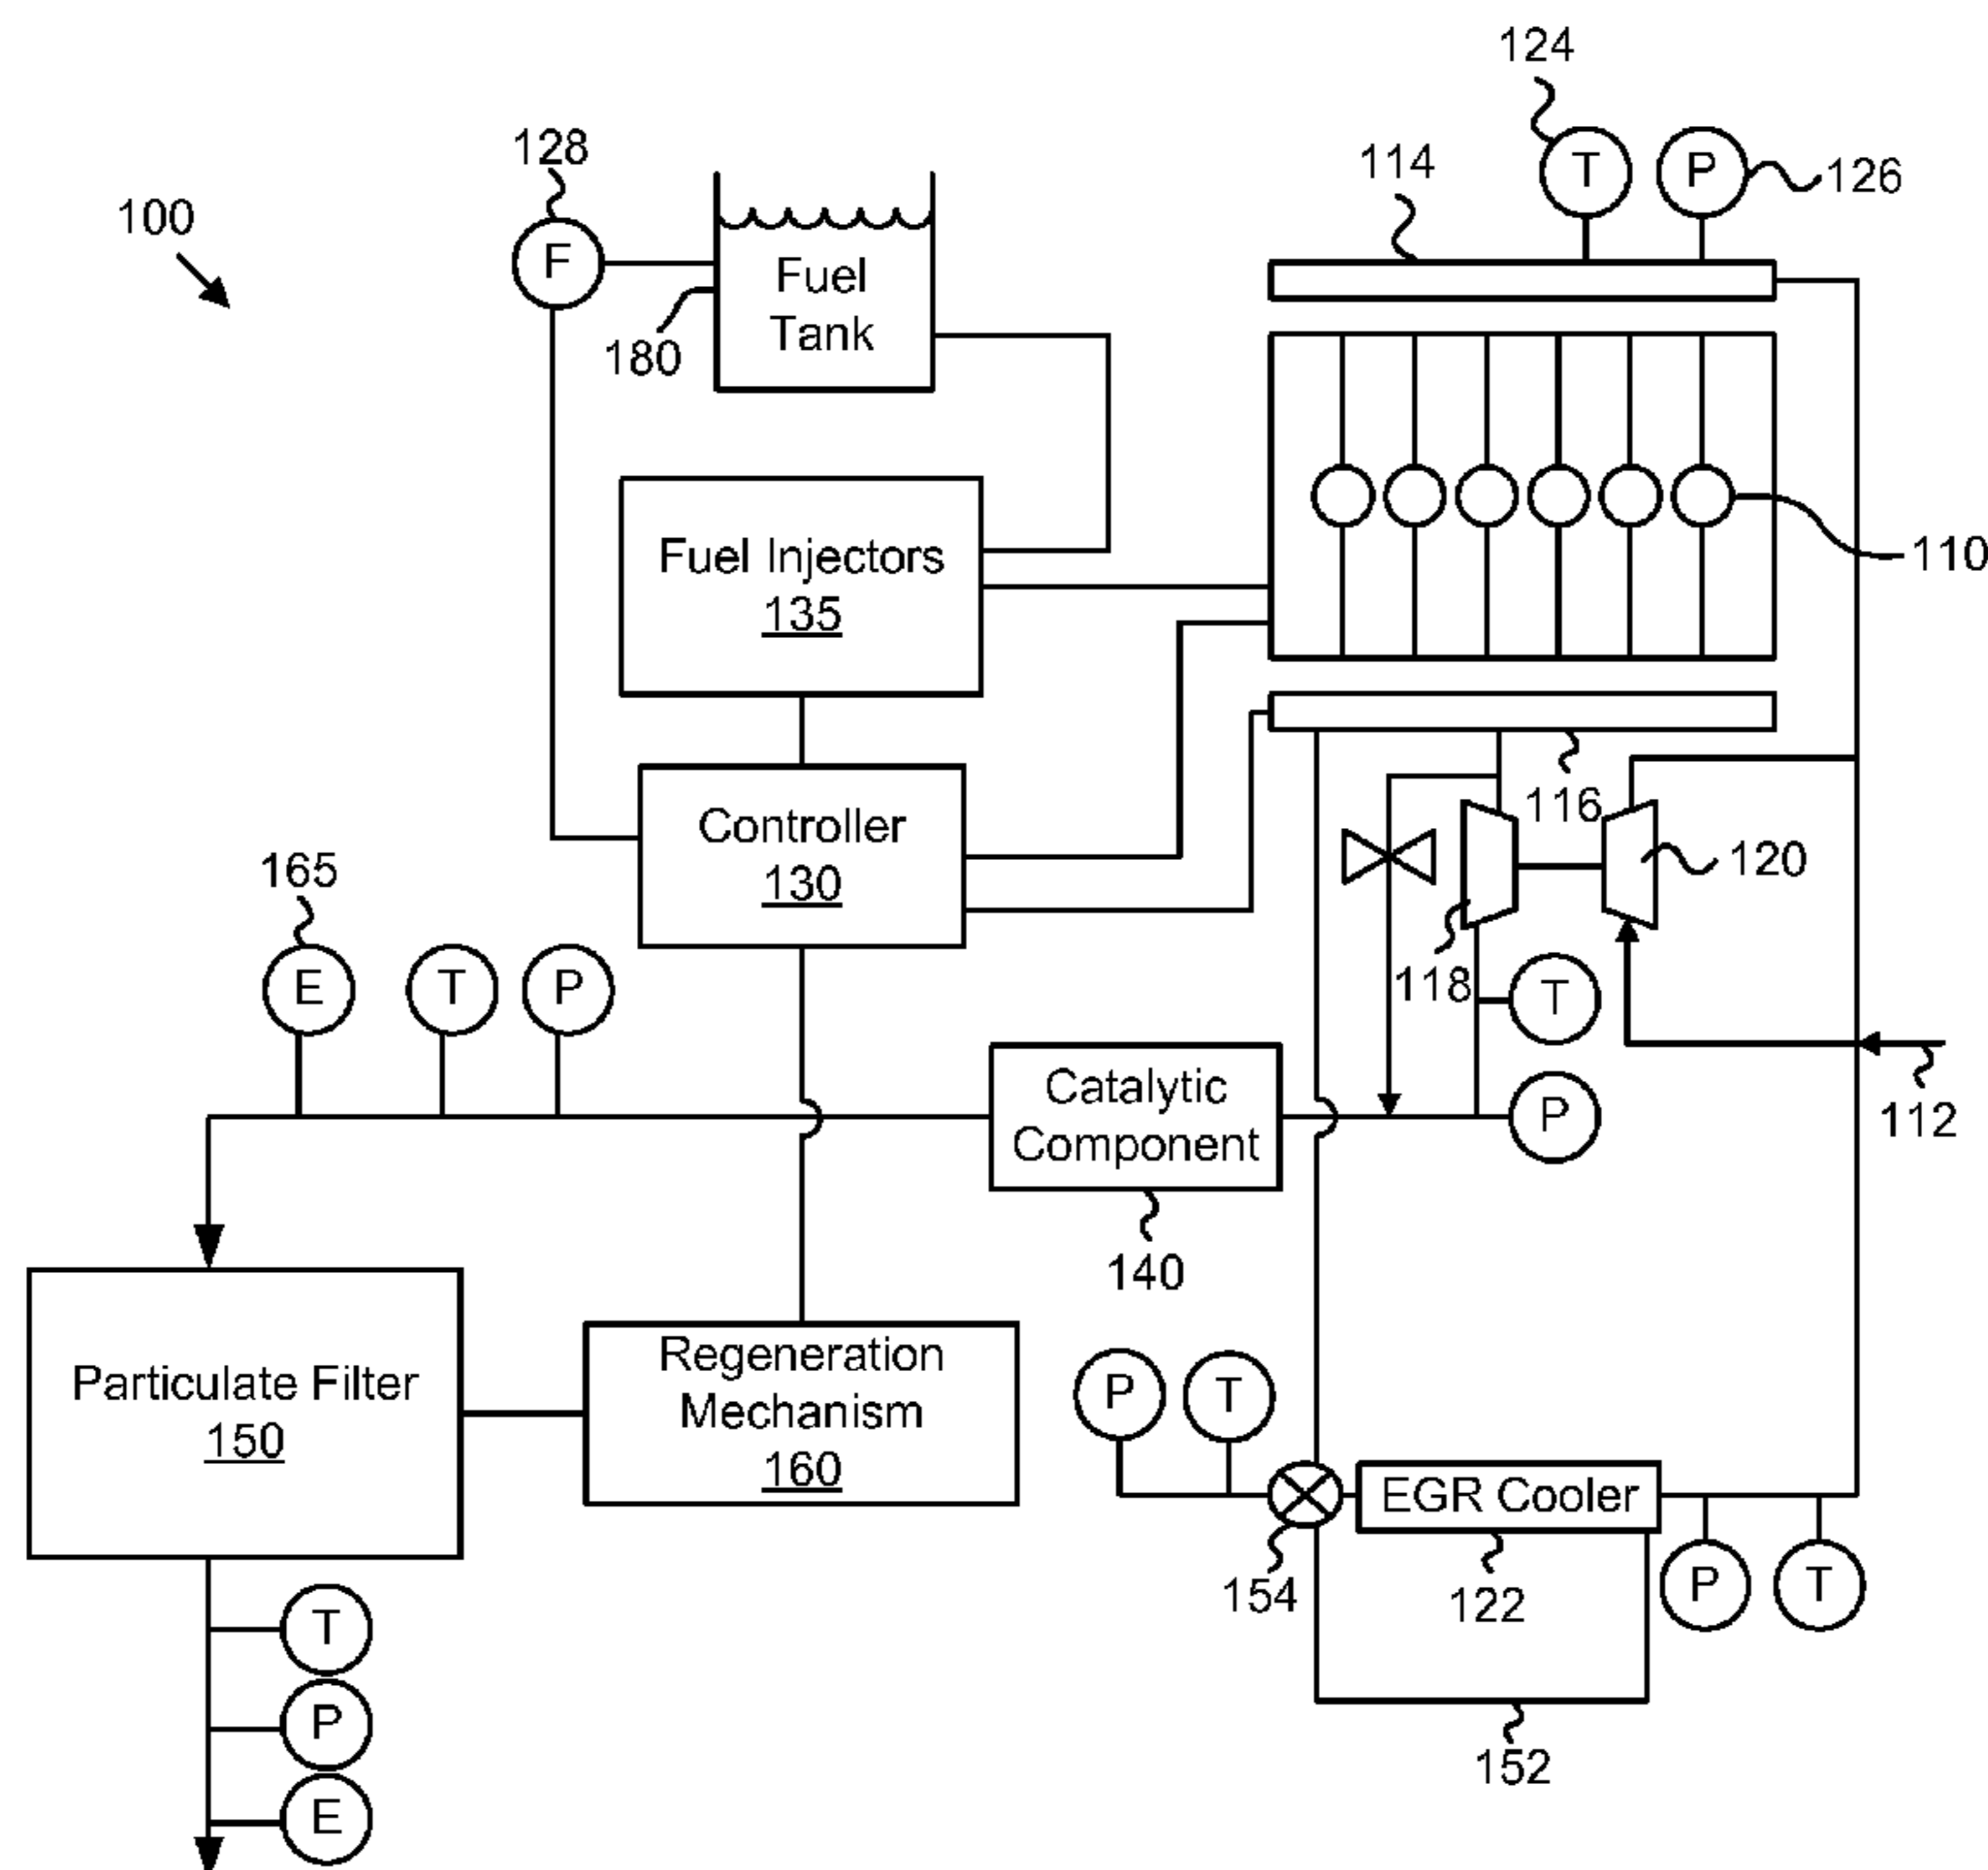 124
128
114
T
P
126
100
F
Fuel
Tank
180
110
Fuel Injectors
135
116
Controller
130
120
165
E
T
P
118
T
Catalytic
Component
P
112
140
Particulate Filter
150
Regeneration
Mechanism
160
P
T
EGR Cooler
154
122
P
T
T
P
E
152